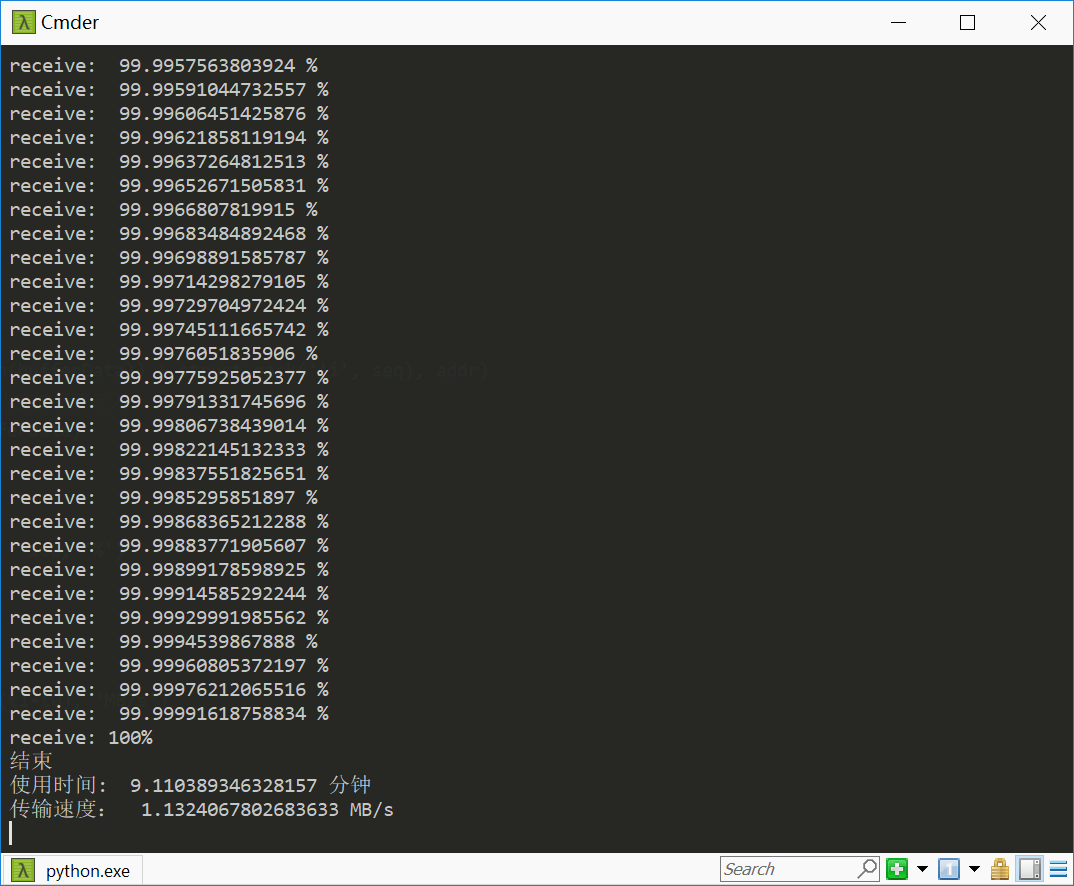 Cmder
receive:  99.9957563803924 %
receive:  99.99591044732557 %
receive:  99.99606451425876 %
receive:  99.99621858119194 %
receive:  99.99637264812513 %
receive:  99.99652671505831 %
receive:  99.9966807819915 %
receive:  99.99683484892468 %
receive:  99.99698891585787 %
receive:  99.99714298279105 %
receive:  99.99729704972424 %
receive:  99.99745111665742 %
receive:  99.9976051835906 %
receive:  99.99775925052377 %
receive:  99.99791331745696 %
receive:  99.99806738439014 %
receive:  99.99822145132333 %
receive:  99.99837551825651 %
receive:  99.9985295851897 %
receive:  99.99868365212288 %
receive:  99.99883771905607 %
receive:  99.99899178598925 %
receive:  99.99914585292244 %
receive:  99.99929991985562 %
receive:  99.9994539867888 %
receive:  99.99960805372197 %
receive:  99.99976212065516 %
receive:  99.99991618758834 %
receive: 100%
结束
使用时间:  9.110389346328157 分钟
传输速度:   1.1324067802683633 MB/s
python.exe
Search
1